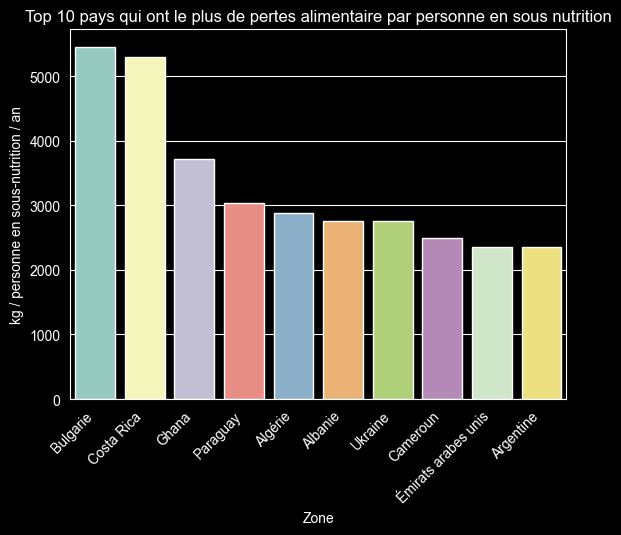 Top 10 pays qui ont le plus de pertes alimentaire par personne en sous nutrition
kg / personne en sous-nutrition / an
5000
4000
3000
2000
1000
0
Bulgarie
Costa Rica
Ghana
Paraguay
Algérie
Albanie
Ukraine
Cameroun
Émirats arabes unis
Argentine
Zone